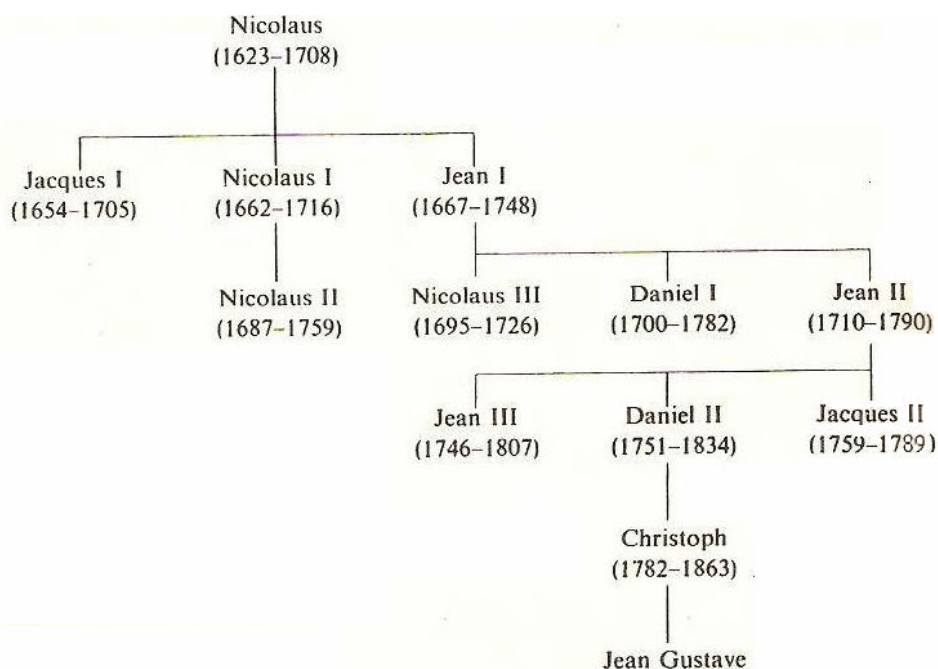 Nicolaus
(1623–1708)
Jacques I
(1654–1705)
Nicolaus I
(1662–1716)
Jean I
(1667–1748)
Nicolaus II
(1687–1759)
Nicolaus III
(1695–1726)
Daniel I
(1700–1782)
Jean II
(1710–1790)
Jean III
(1746–1807)
Daniel II
(1751–1834)
Jacques II
(1759–1789)
Christoph
(1782–1863)
Jean Gustave